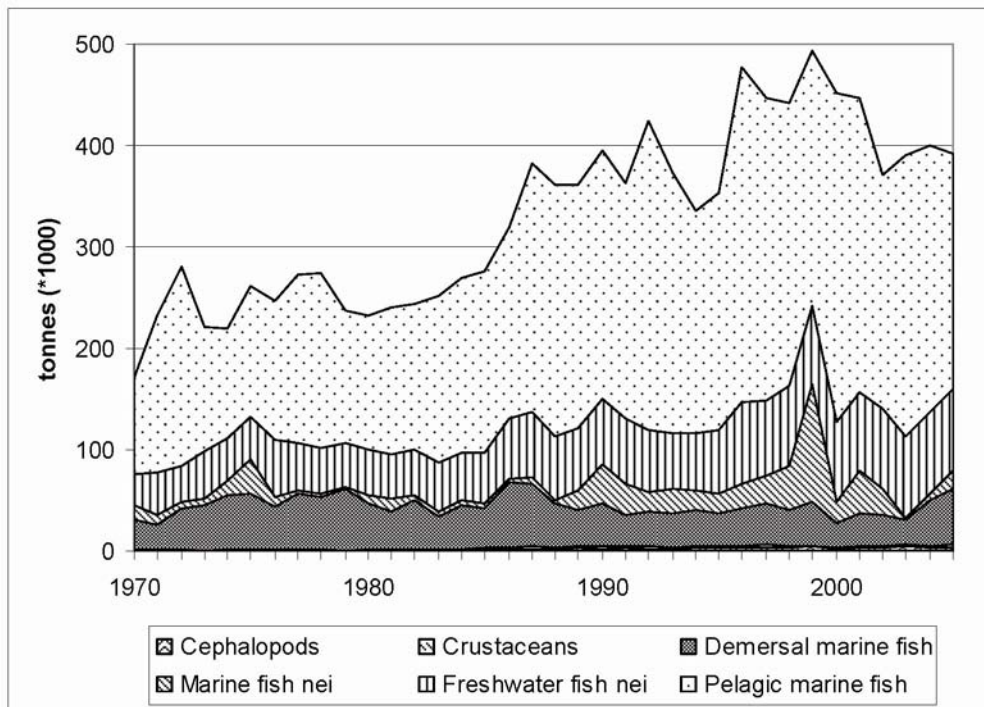 500
400
300
200
100
0
tonnes (*1000)
1970 1980 1990 2000
Cephalopods Crustaceans Demersal marine fish
Marine fish nei Freshwater fish nei Pelagic marine fish